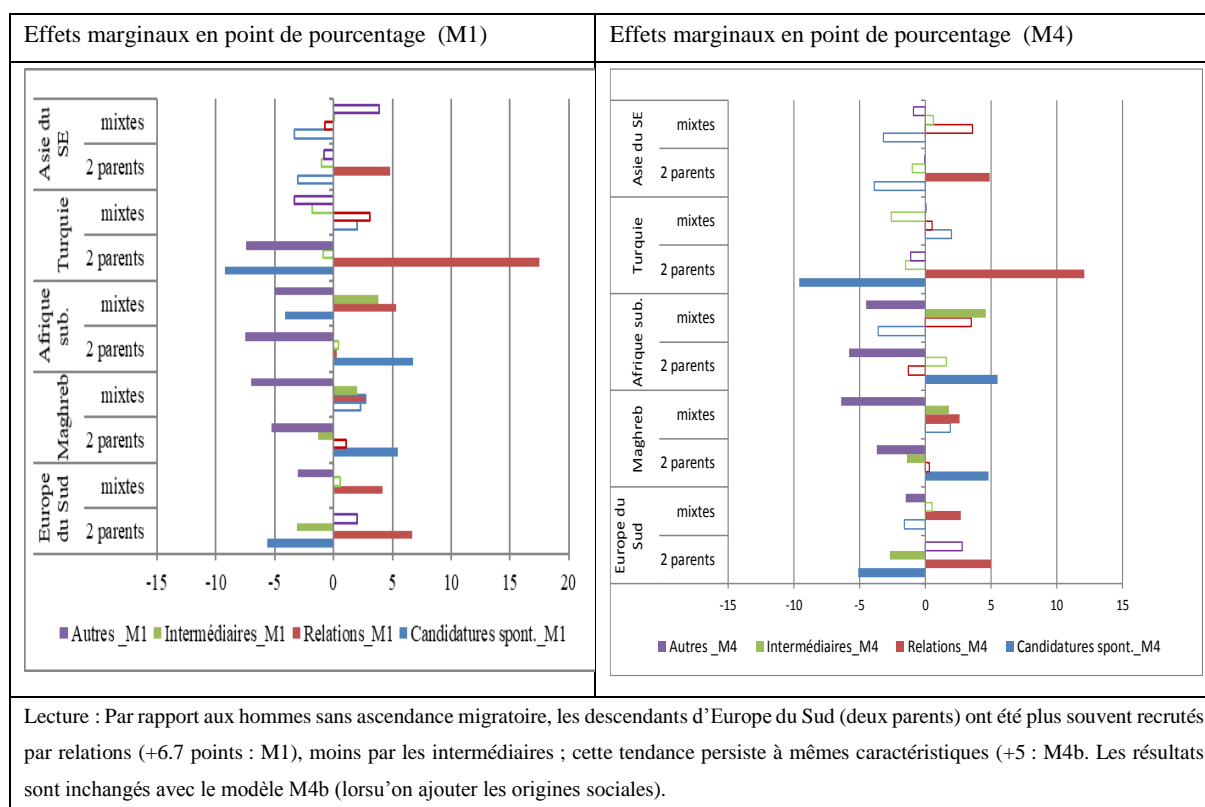 Effets marginaux en point de pourcentage (M1)
Effets marginaux en point de pourcentage (M4)
Asie du SE
mixtes
2 parents
Turquie
mixtes
2 parents
Afrique sub.
mixtes
2 parents
Maghreb
mixtes
2 parents
Europe du Sud
mixtes
2 parents
-15 -10 -5 0 5 10 15 20
Autres _M1 Intermédiaires_M1 Relations_M1 Candidatures spont._M1
Asie du SE
mixtes
2 parents
Turquie
mixtes
2 parents
Afrique sub.
mixtes
2 parents
Maghreb
mixtes
2 parents
Europe du Sud
mixtes
2 parents
-15 -10 -5 0 5 10 15
Autres _M4 Intermédiaires_M4 Relations_M4 Candidatures spont._M4
Lecture : Par rapport aux hommes sans ascendance migratoire, les descendants d'Europe du Sud (deux parents) ont été plus souvent recrutés
par relations (+6.7 points : M1), moins par les intermédiaires ; cette tendance persiste à mêmes caractéristiques (+5 : M4b. Les résultats
sont inchangés avec le modèle M4b (lorsu'on ajouter les origines sociales).